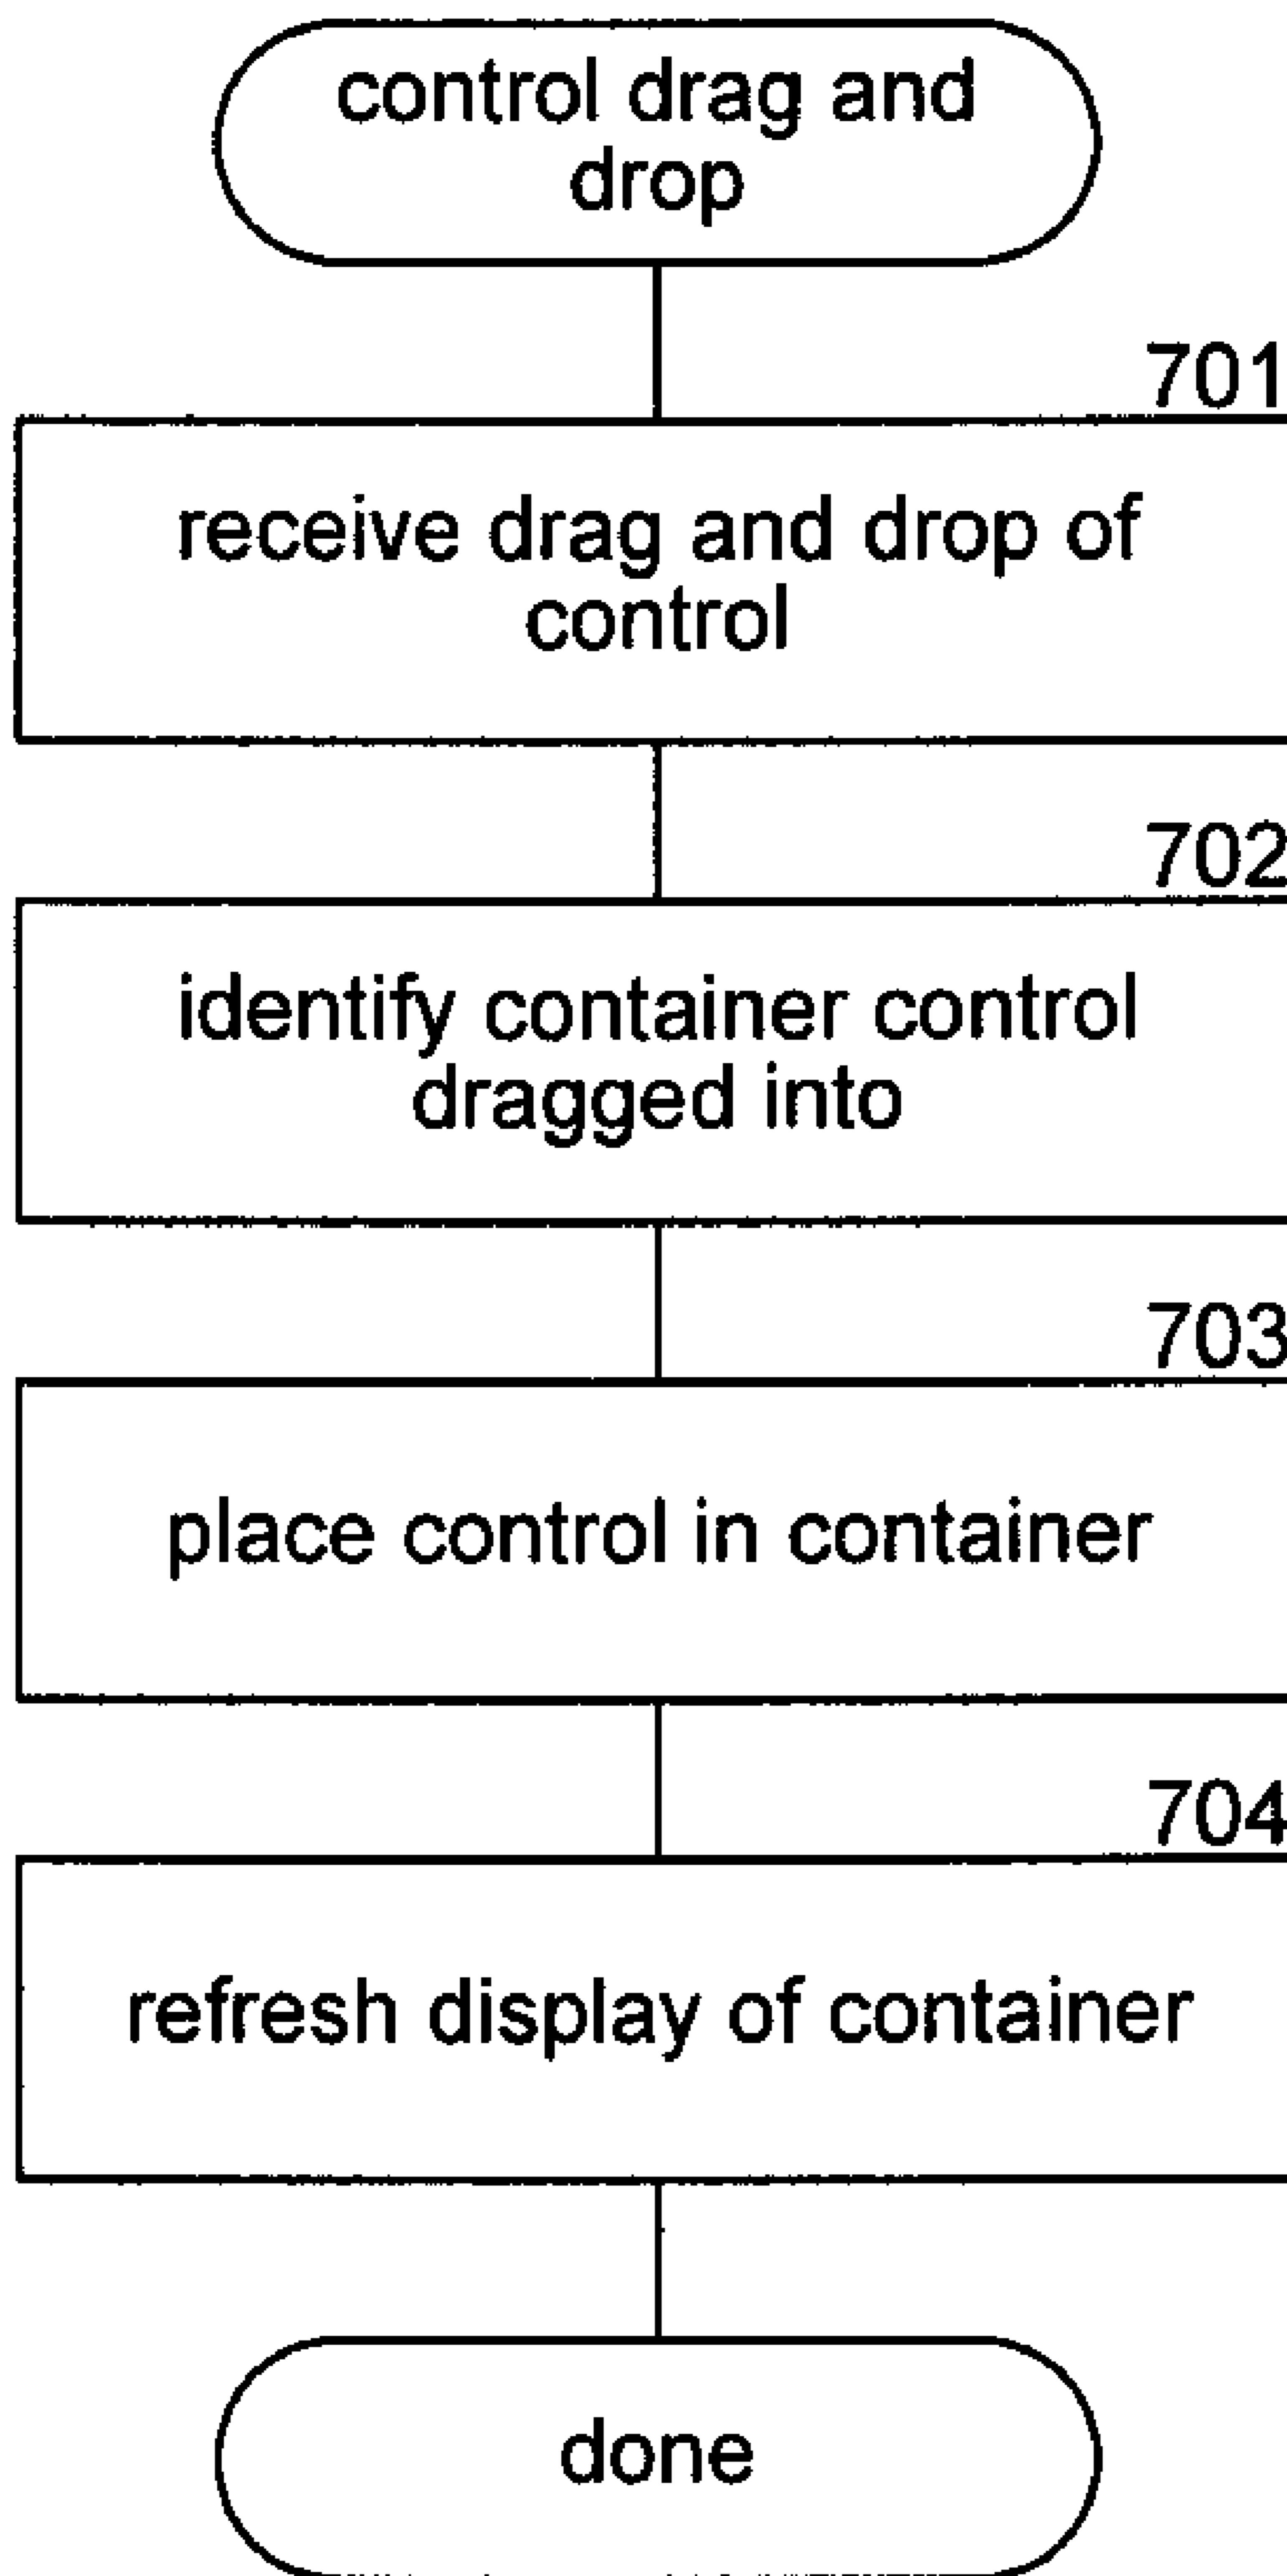 control drag and
drop
701
receive drag and drop of
control
702
identify container control
dragged into
703
place control in container
704
refresh display of container
done